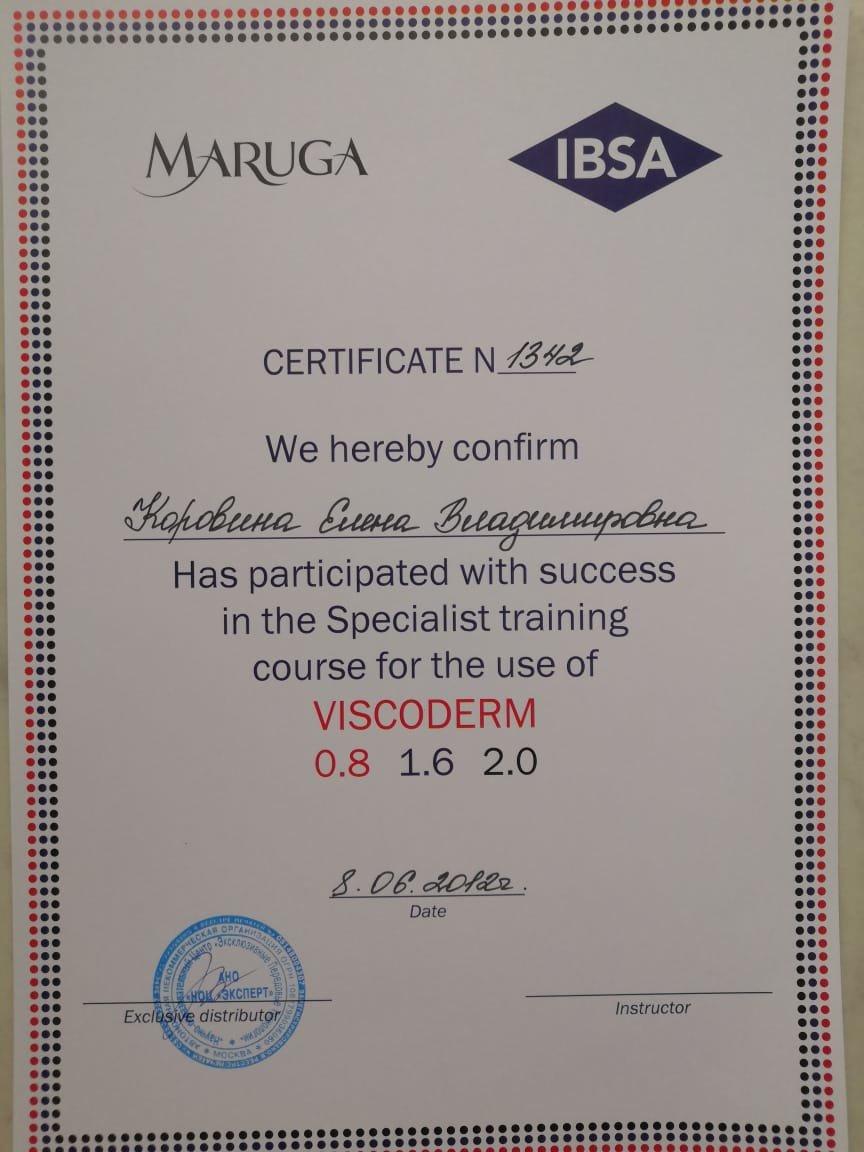 MARUGA
IBSA
CERTIFICATE N 1342
We hereby confirm
Коровина Елена Владимировна
Has participated with success
in the Specialist training
course for the use of
VISCODERM
0.8 1.6 2.0
8.06.2012г.
Date
АНО
«НОЦ «ЭКСПЕРТ»
МОСКВА
Exclusive distributor
Instructor